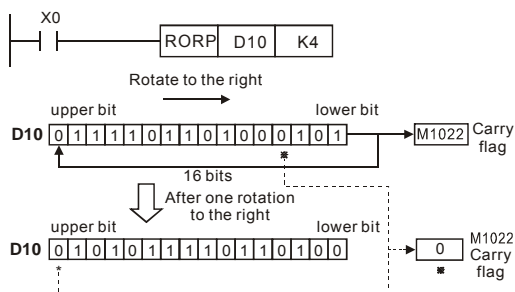 X0
RORP D10 K4
Rotate to the right
upper bit lower bit
D10 0 1 1 1 1 0 1 1 0 1 0 0 0 1 0 1 M1022 Carry flag
※
16 bits
After one rotation
to the right
upper bit lower bit
D10 0 1 0 1 0 1 1 1 1 0 1 1 0 1 0 0 0 M1022 Carry flag
* ※